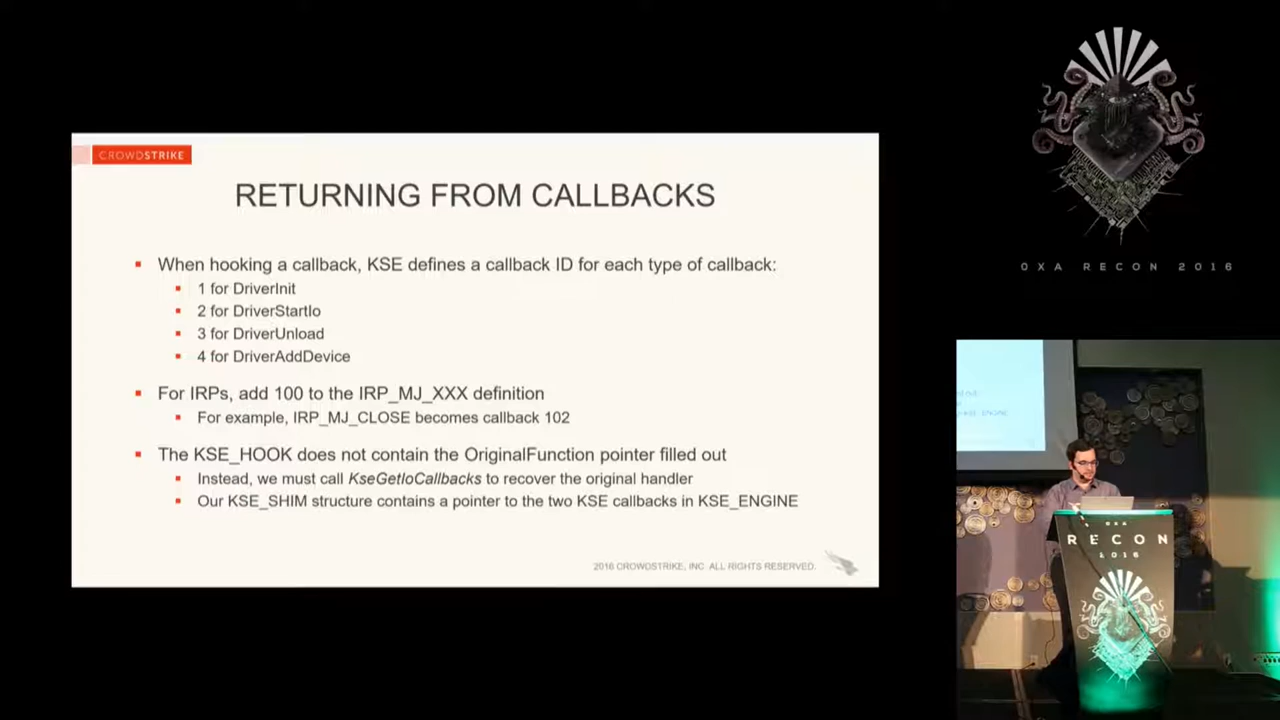 CROWDSTRIKE
RETURNING FROM CALLBACKS
When hooking a callback, KSE defines a callback ID for each type of callback:
1 for DriverInit
2 for DriverStartIo
3 for DriverUnload
4 for DriverAddDevice
For IRPs, add 100 to the IRP_MJ_XXX definition
For example, IRP_MJ_CLOSE becomes callback 102
The KSE_HOOK does not contain the OriginalFunction pointer filled out
Instead, we must call KseGetIoCallbacks to recover the original handler
Our KSE_SHIM structure contains a pointer to the two KSE callbacks in KSE_ENGINE
2016 CROWDSTRIKE, INC. ALL RIGHTS RESERVED.
0XA RECON 2016
0XA
RECON
2016